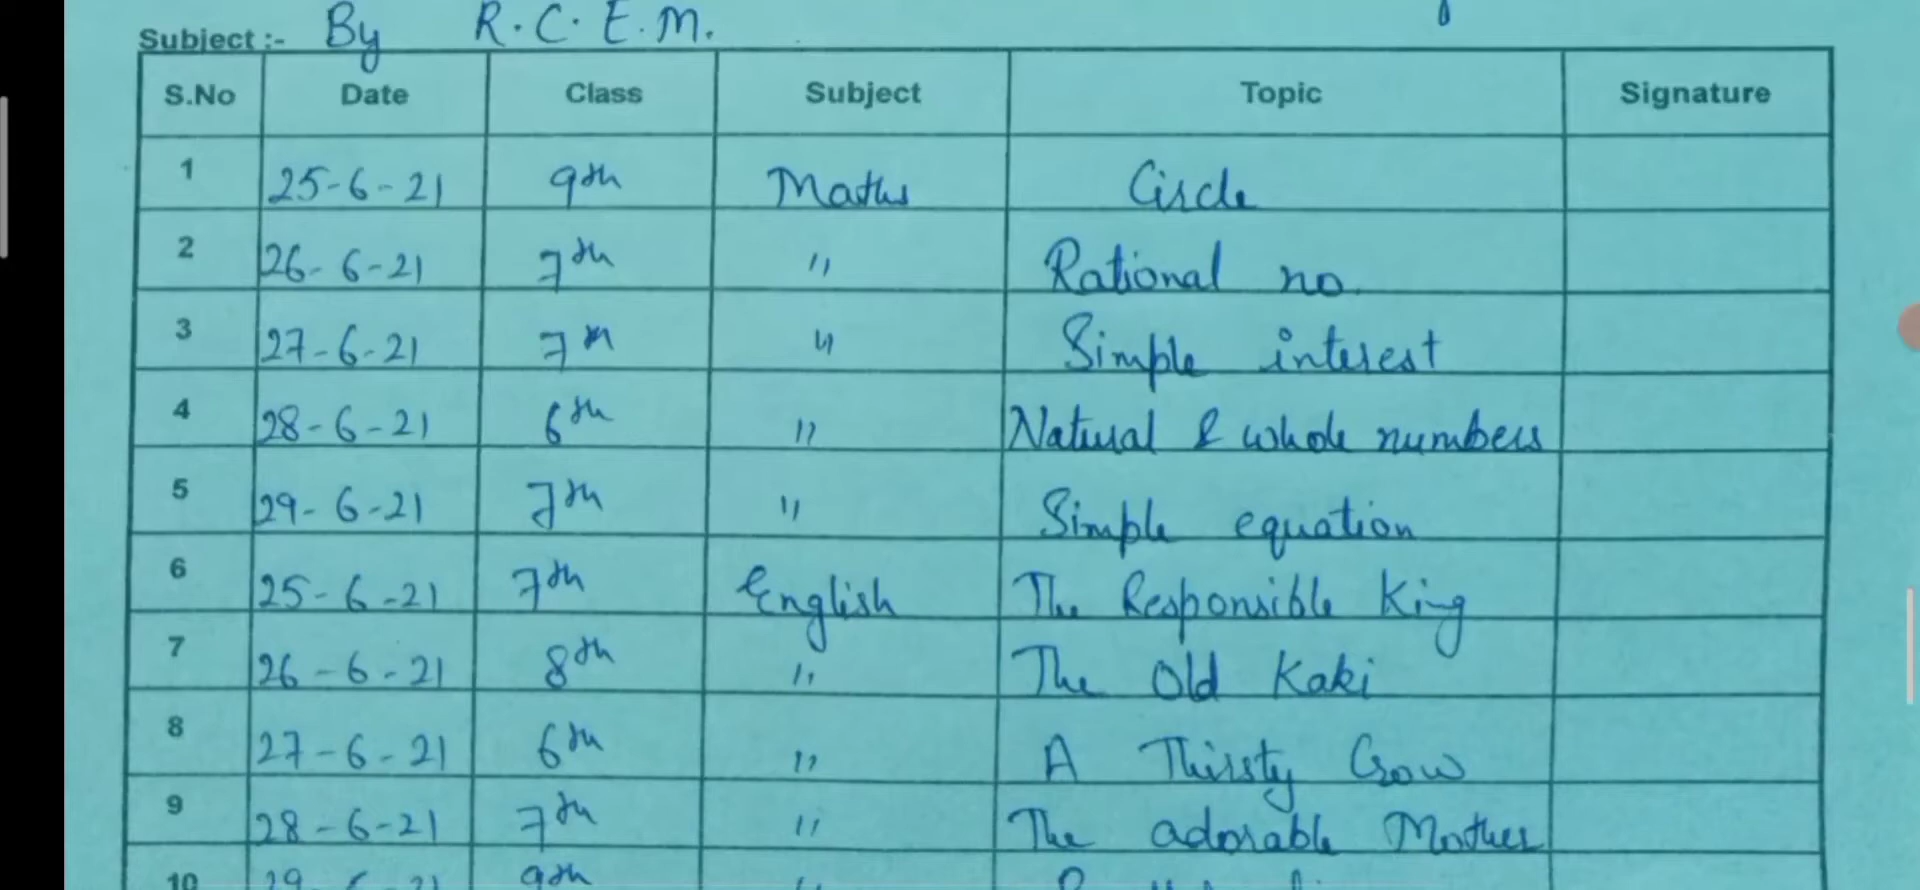 Subject :- By R.C.E.M.
S.No Date Class Subject Topic Signature
1 25-6-21 9th Maths Circle
2 26-6-21 7th " Rational no.
3 27-6-21 7th " Simple interest
4 28-6-21 6th " Natural & whole numbers
5 29-6-21 7th " Simple equation
6 25-6-21 7th English The Responsible King
7 26-6-21 8th " The Old Kaki
8 27-6-21 6th " A Thirsty Crow
9 28-6-21 7th " The adorable Mother
10 29-6-21 9th "